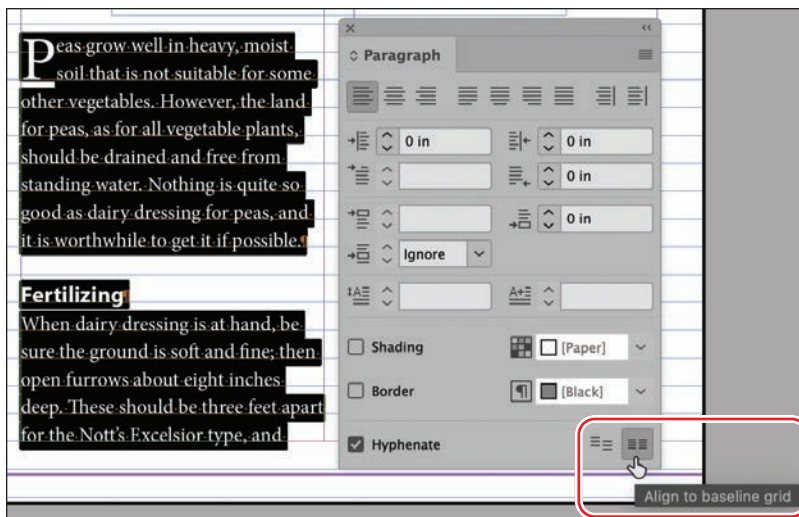 Peas grow well in heavy, moist
soil that is not suitable for some
other vegetables. However, the land
for peas, as for all vegetable plants,
should be drained and free from
standing water. Nothing is quite so
good as dairy dressing for peas, and
it is worthwhile to get it if possible.¶
Fertilizing¶
When dairy dressing is at hand, be
sure the ground is soft and fine; then
open furrows about eight inches
deep. These should be three feet apart
for the Nott's Excelsior type, and
Paragraph
0 in
0 in
0 in
0 in
Ignore
Shading
[Paper]
Border
[Black]
Hyphenate
Align to baseline grid